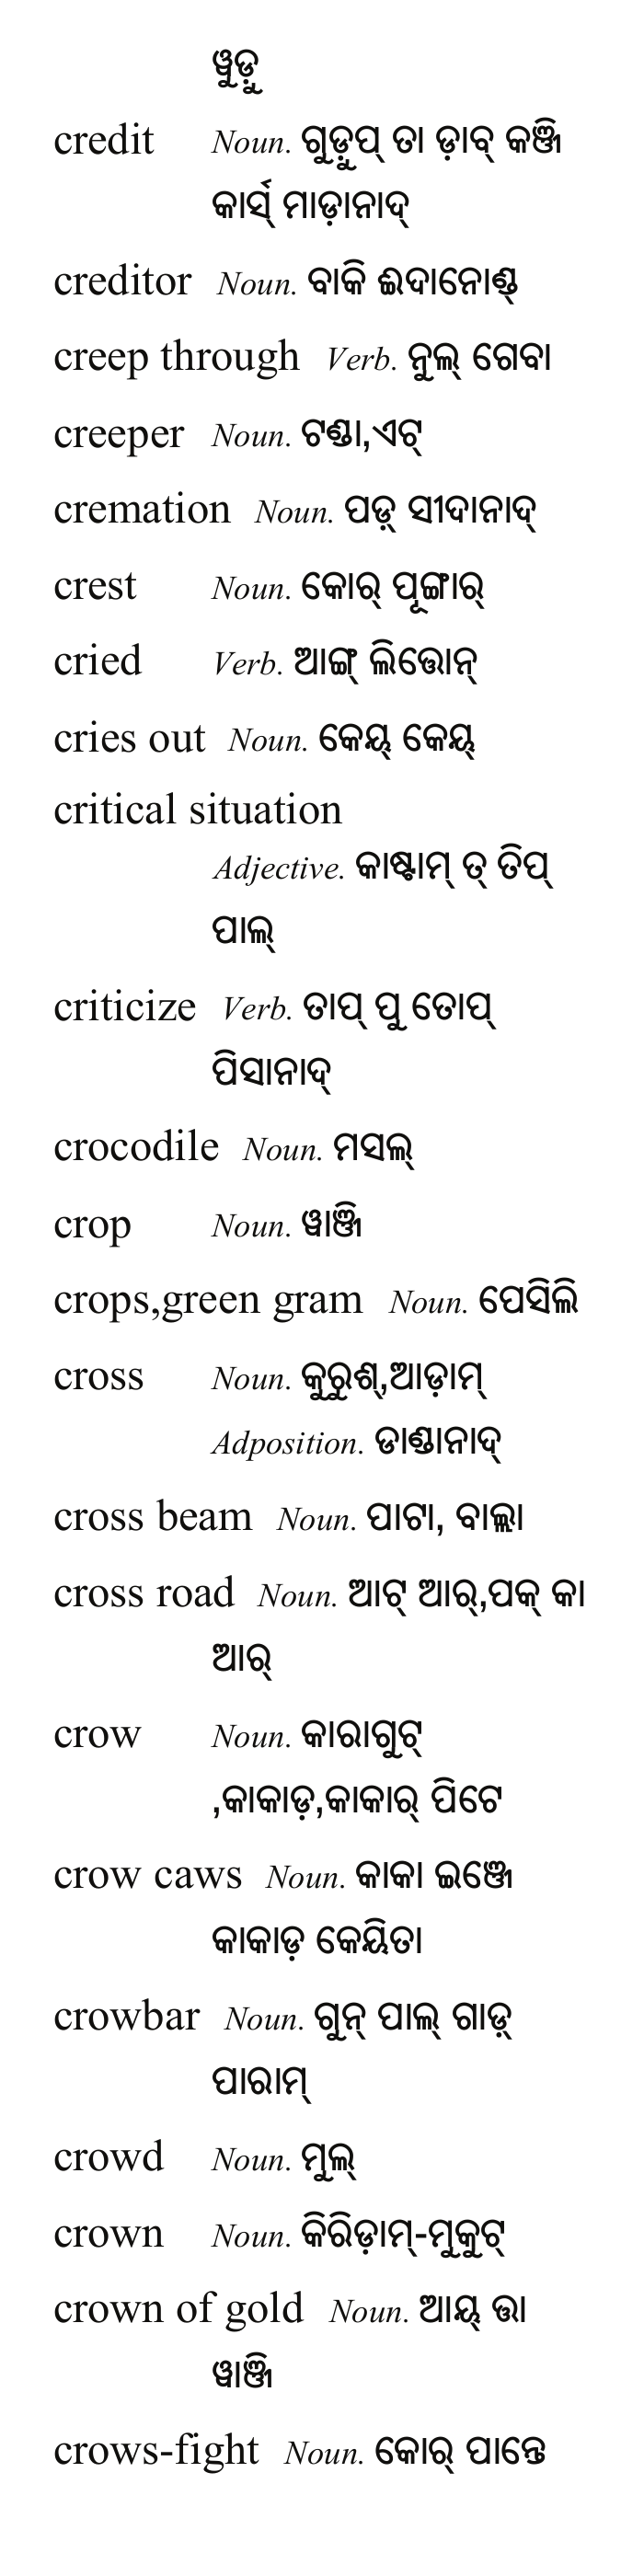 ୱୁଡ଼ୁ
credit Noun. ଗୁଡ଼ୁପ୍ ତା ଡ଼ାବ୍ କଞ୍ଜି
କାର୍ସ୍ ମାଡ଼ାନାଦ୍
creditor Noun. ବାକି ଈଦାନୋଣ୍ଡ୍
creep through Verb. ନୁଲ୍ ଗେବା
creeper Noun. ଟଣ୍ଡା,ଏଟ୍
cremation Noun. ପଡ଼୍ ସୀଦାନାଦ୍
crest Noun. କୋର୍ ପୂଙ୍ଗାର୍
cried Verb. ଆଙ୍ଗ୍ ଲିତ୍ତୋନ୍
cries out Noun. କେୟ୍ କେୟ୍
critical situation
Adjective. କାଷ୍ଟାମ୍ ତ୍ ତିପ୍
ପାଲ୍
criticize Verb. ତାପ୍ ପୁ ତୋପ୍
ପିସାନାଦ୍
crocodile Noun. ମସଲ୍
crop Noun. ୱାଞ୍ଜି
crops,green gram Noun. ପେସିଲି
cross Noun. କୁରୁଶ୍,ଆଡ଼ାମ୍
Adposition. ଡାଣ୍ଡାନାଦ୍
cross beam Noun. ପାଟା, ବାଲ୍ଲା
cross road Noun. ଆଟ୍ ଆର୍,ପକ୍ କା
ଆର୍
crow Noun. କାରାଗୁଟ୍
,କାକାଡ଼,କାକାର୍ ପିଟେ
crow caws Noun. କାକା ଇଞ୍ଜେ
କାକାଡ଼ କେୟିତା
crowbar Noun. ଗୁନ୍ ପାଲ୍ ଗାଡ଼୍
ପାରାମ୍
crowd Noun. ମୁଲ୍
crown Noun. କିରିଡ଼ାମ୍-ମୁକୁଟ୍
crown of gold Noun. ଆୟ୍ ତ୍ତା
ୱାଞ୍ଜି
crows-fight Noun. କୋର୍ ପାନ୍ତେ